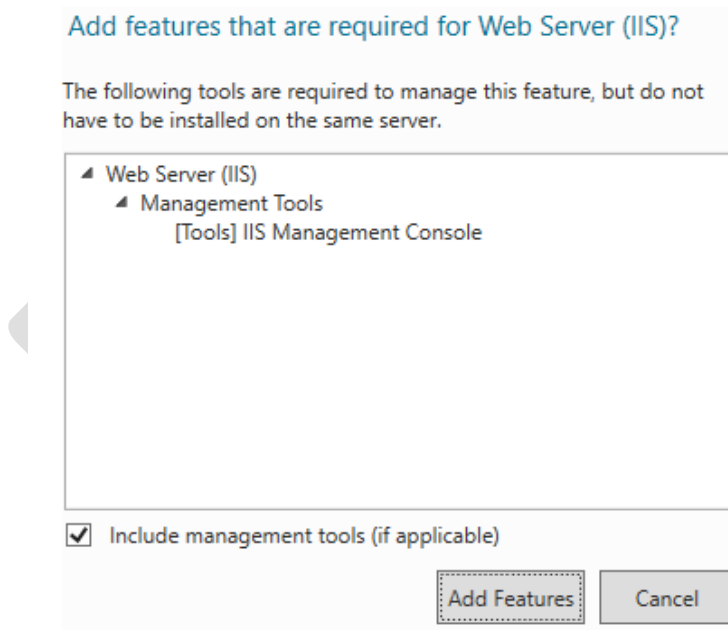 Add features that are required for Web Server (IIS)?
The following tools are required to manage this feature, but do not
have to be installed on the same server.
Web Server (IIS)
Management Tools
[Tools] IIS Management Console
Include management tools (if applicable)
Add Features
Cancel